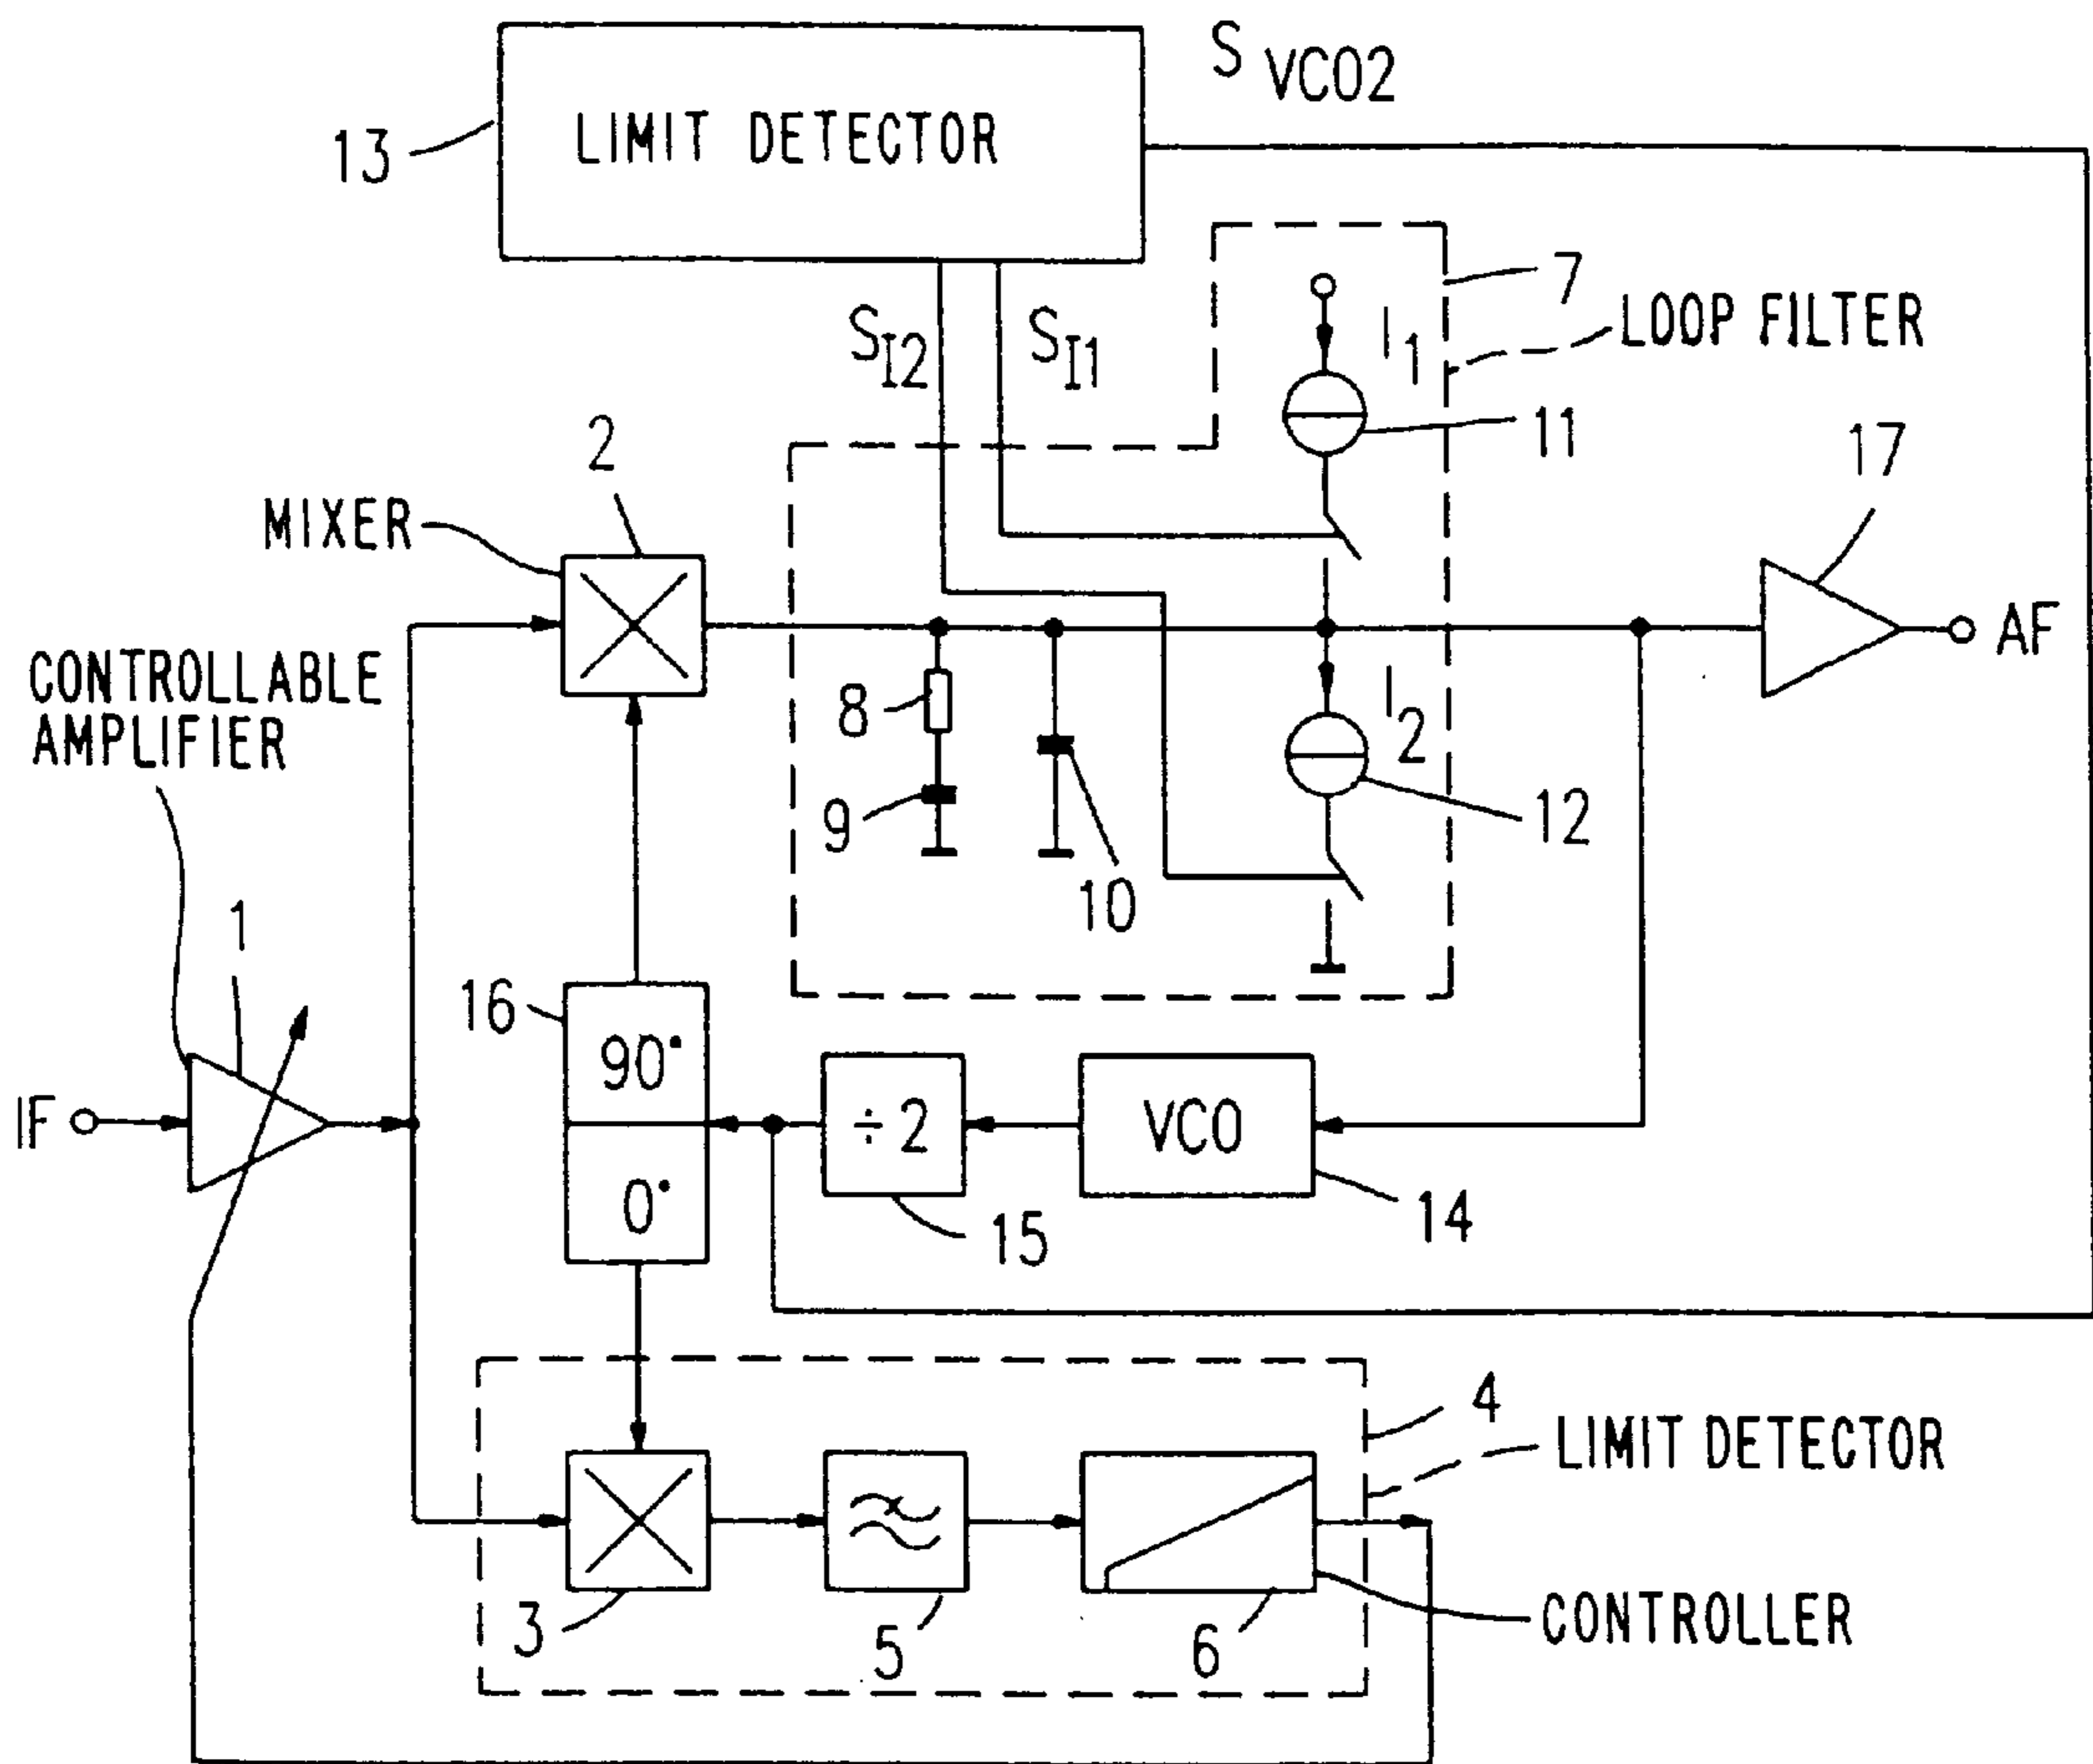 S VCO2
LIMIT DETECTOR
13
7
I1
LOOP FILTER
SI2
SI1
11
2
17
MIXER
AF
CONTROLLABLE
AMPLIFIER
8
I2
9
12
10
1
16
90°
IF
÷2
VCO
0°
15
14
4
LIMIT DETECTOR
3
5
6
CONTROLLER